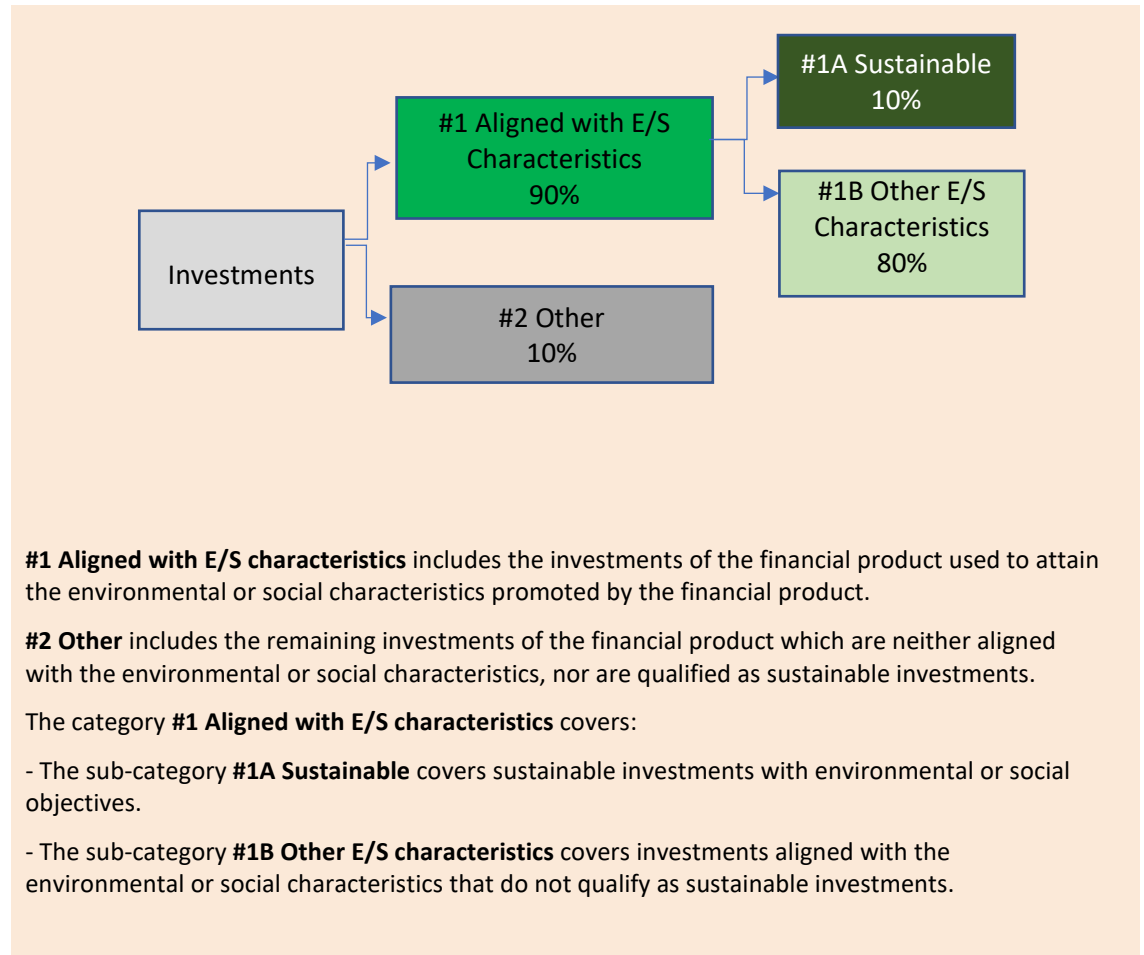 #1A Sustainable
10%
#1 Aligned with E/S
Characteristics
90%
#1B Other E/S
Characteristics
80%
Investments
#2 Other
10%
#1 Aligned with E/S characteristics includes the investments of the financial product used to attain
the environmental or social characteristics promoted by the financial product.
#2 Other includes the remaining investments of the financial product which are neither aligned
with the environmental or social characteristics, nor are qualified as sustainable investments.
The category #1 Aligned with E/S characteristics covers:
- The sub-category #1A Sustainable covers sustainable investments with environmental or social
objectives.
- The sub-category #1B Other E/S characteristics covers investments aligned with the
environmental or social characteristics that do not qualify as sustainable investments.